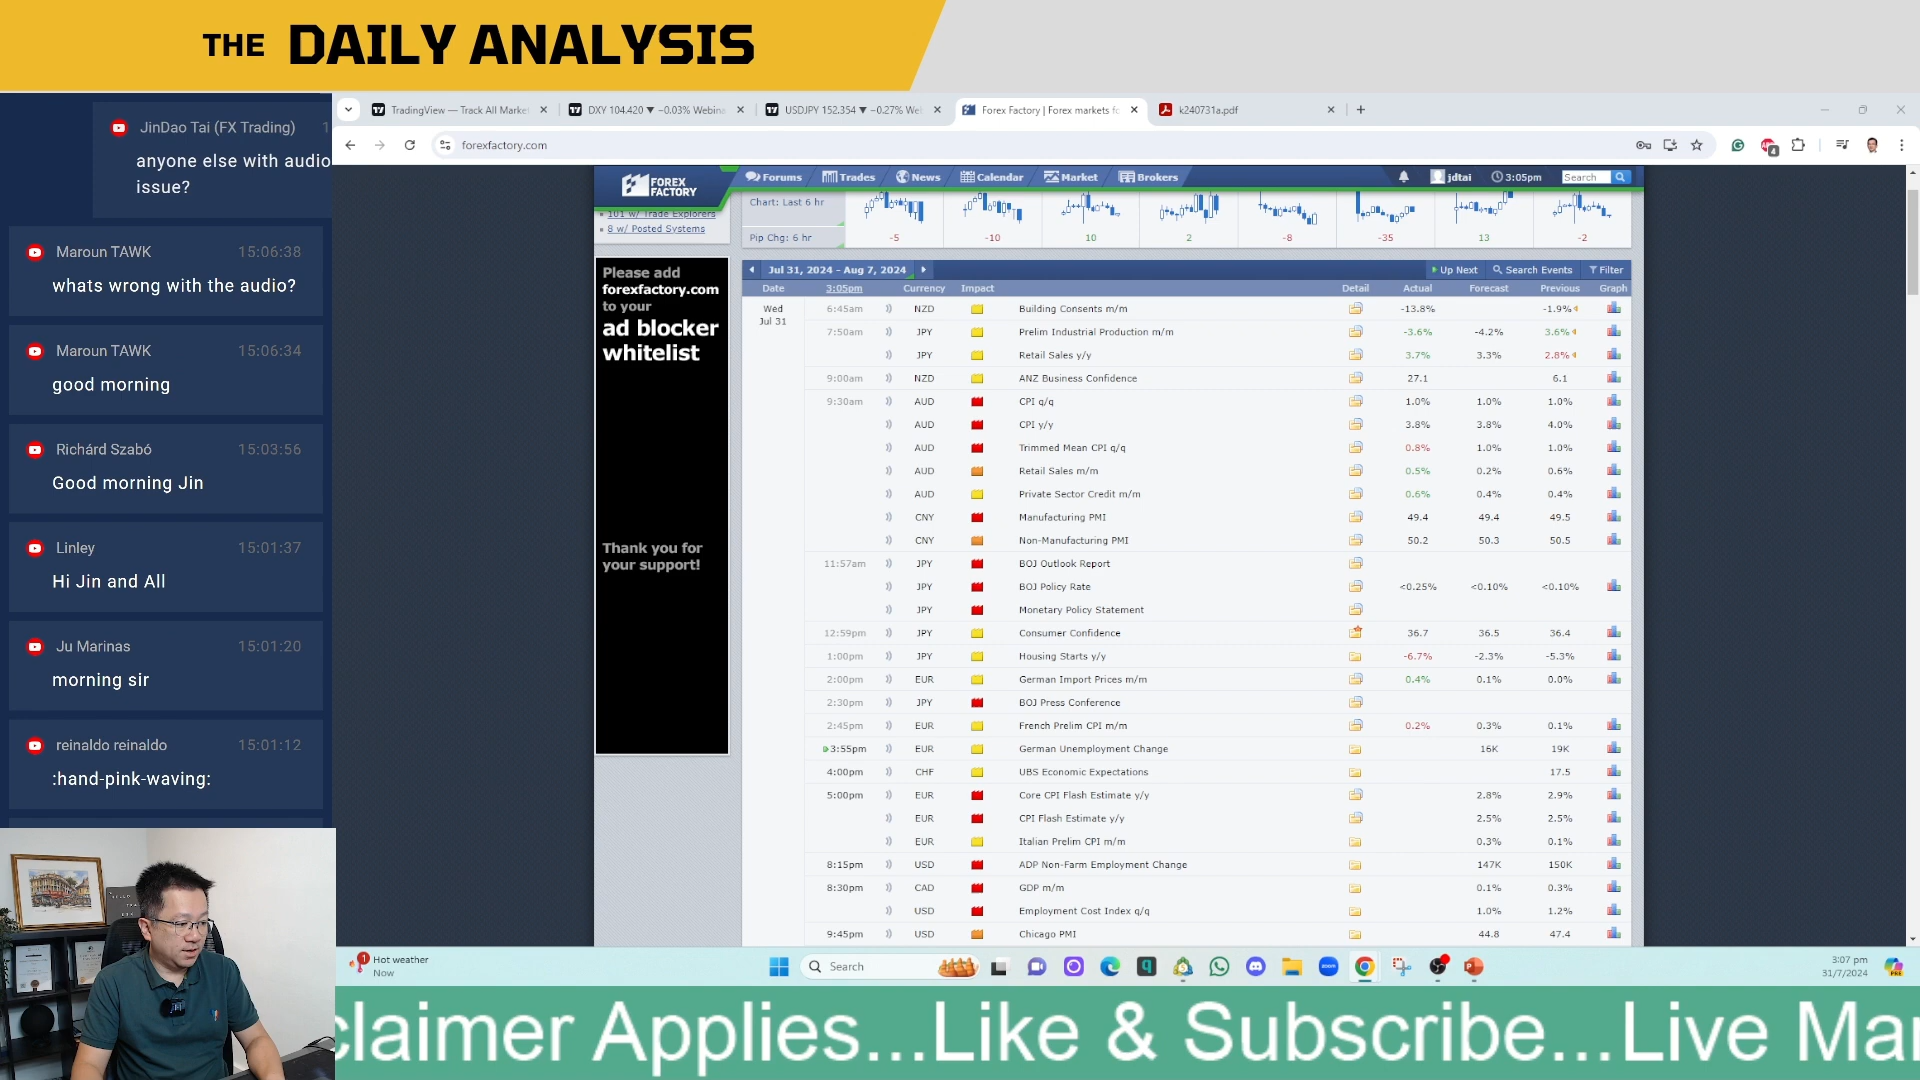 THE DAILY ANALYSIS
JinDao Tai (FX Trading)
anyone else with audio
issue?
Maroun TAWK 15:06:38
whats wrong with the audio?
Maroun TAWK 15:06:34
good morning
Richárd Szabó 15:03:56
Good morning Jin
Linley 15:01:37
Hi Jin and All
Ju Marinas 15:01:20
morning sir
reinaldo reinaldo 15:01:12
:hand-pink-waving:
TradingView — Track All Market
DXY 104.420 ▼ −0.03% Webina
USDJPY 152.354 ▼ −0.27% We
Forex Factory | Forex markets fo
k240731a.pdf
forexfactory.com
FOREX
FACTORY
Forums Trades News Calendar Market Brokers jdtai 3:05pm Search
101 w/ Trade Explorers
8 w/ Posted Systems
Chart: Last 6 hr
Pip Chg: 6 hr -5 -10 10 2 -8 -35 13 -2
Please add
forexfactory.com
to your
ad blocker
whitelist
Thank you for
your support!
Jul 31, 2024 - Aug 7, 2024 Up Next Search Events Filter
Date 3:05pm Currency Impact Detail Actual Forecast Previous Graph
Wed
Jul 31
6:45am NZD Building Consents m/m -13.8% -1.9%
7:50am JPY Prelim Industrial Production m/m -3.6% -4.2% 3.6%
JPY Retail Sales y/y 3.7% 3.3% 2.8%
9:00am NZD ANZ Business Confidence 27.1 6.1
9:30am AUD CPI q/q 1.0% 1.0% 1.0%
AUD CPI y/y 3.8% 3.8% 4.0%
AUD Trimmed Mean CPI q/q 0.8% 1.0% 1.0%
AUD Retail Sales m/m 0.5% 0.2% 0.6%
AUD Private Sector Credit m/m 0.6% 0.4% 0.4%
CNY Manufacturing PMI 49.4 49.4 49.5
CNY Non-Manufacturing PMI 50.2 50.3 50.5
11:57am JPY BOJ Outlook Report
JPY BOJ Policy Rate <0.25% <0.10% <0.10%
JPY Monetary Policy Statement
12:59pm JPY Consumer Confidence 36.7 36.5 36.4
1:00pm JPY Housing Starts y/y -6.7% -2.3% -5.3%
2:00pm EUR German Import Prices m/m 0.4% 0.1% 0.0%
2:30pm JPY BOJ Press Conference
2:45pm EUR French Prelim CPI m/m 0.2% 0.3% 0.1%
3:55pm EUR German Unemployment Change 16K 19K
4:00pm CHF UBS Economic Expectations 17.5
5:00pm EUR Core CPI Flash Estimate y/y 2.8% 2.9%
EUR CPI Flash Estimate y/y 2.5% 2.5%
EUR Italian Prelim CPI m/m 0.3% 0.1%
8:15pm USD ADP Non-Farm Employment Change 147K 150K
8:30pm CAD GDP m/m 0.1% 0.3%
USD Employment Cost Index q/q 1.0% 1.2%
9:45pm USD Chicago PMI 44.8 47.4
Hot weather
Now
Search
3:07 pm
31/7/2024
claimer Applies...Like & Subscribe...Live Mar